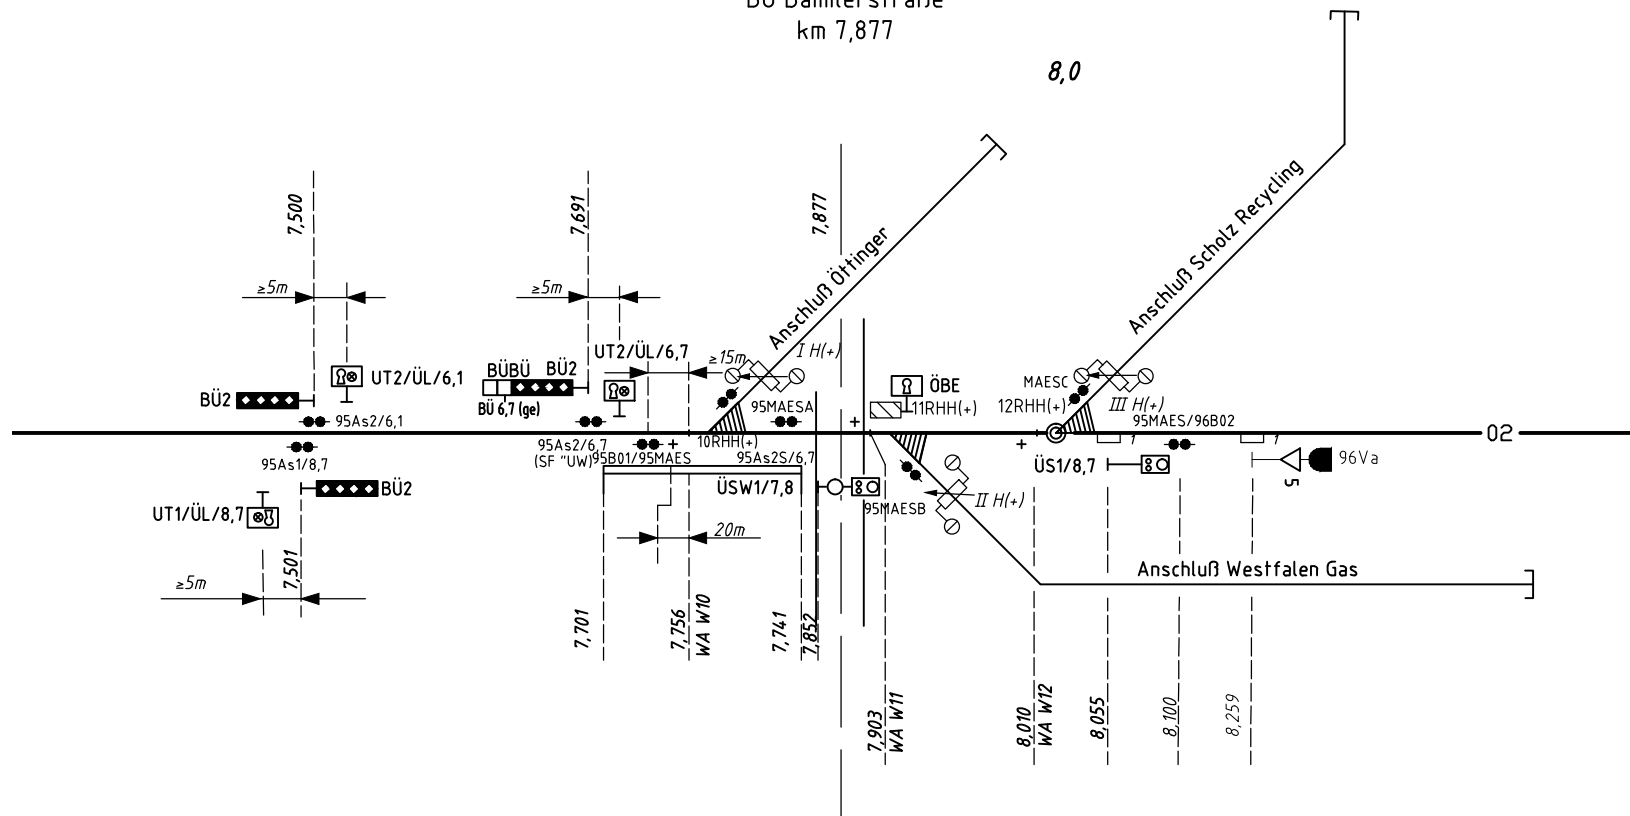 km 7,877
8,0
7,500
7,691
7,877
Anschluß Öttinger
Anschluß Scholz Recycling
≥5m
≥5m
UT2/ÜL/6,7
≥15m
I H(+)
UT2/ÜL/6,1
BÜBÜ
BÜ2
BÜ 6,7 (ge)
BÜ2
ÖBE
MAESC
12RHH(+)
III H(+)
11RHH(+)
95MAESA
95As2/6,1
95MAES/96B02
02
10RHH(+)
95As2/6,7
(SF "UW)
95B01/95MAES
95As2S/6,7
95As1/8,7
1
1
ÜS1/8,7
96Va
5
BÜ2
ÜSW1/7,8
95MAESB
II H(+)
UT1/ÜL/8,7
20m
7,501
≥5m
Anschluß Westfalen Gas
7,701
7,756
WA W10
7,741
7,852
7,903
WA W11
8,010
WA W12
8,055
8,100
8,259